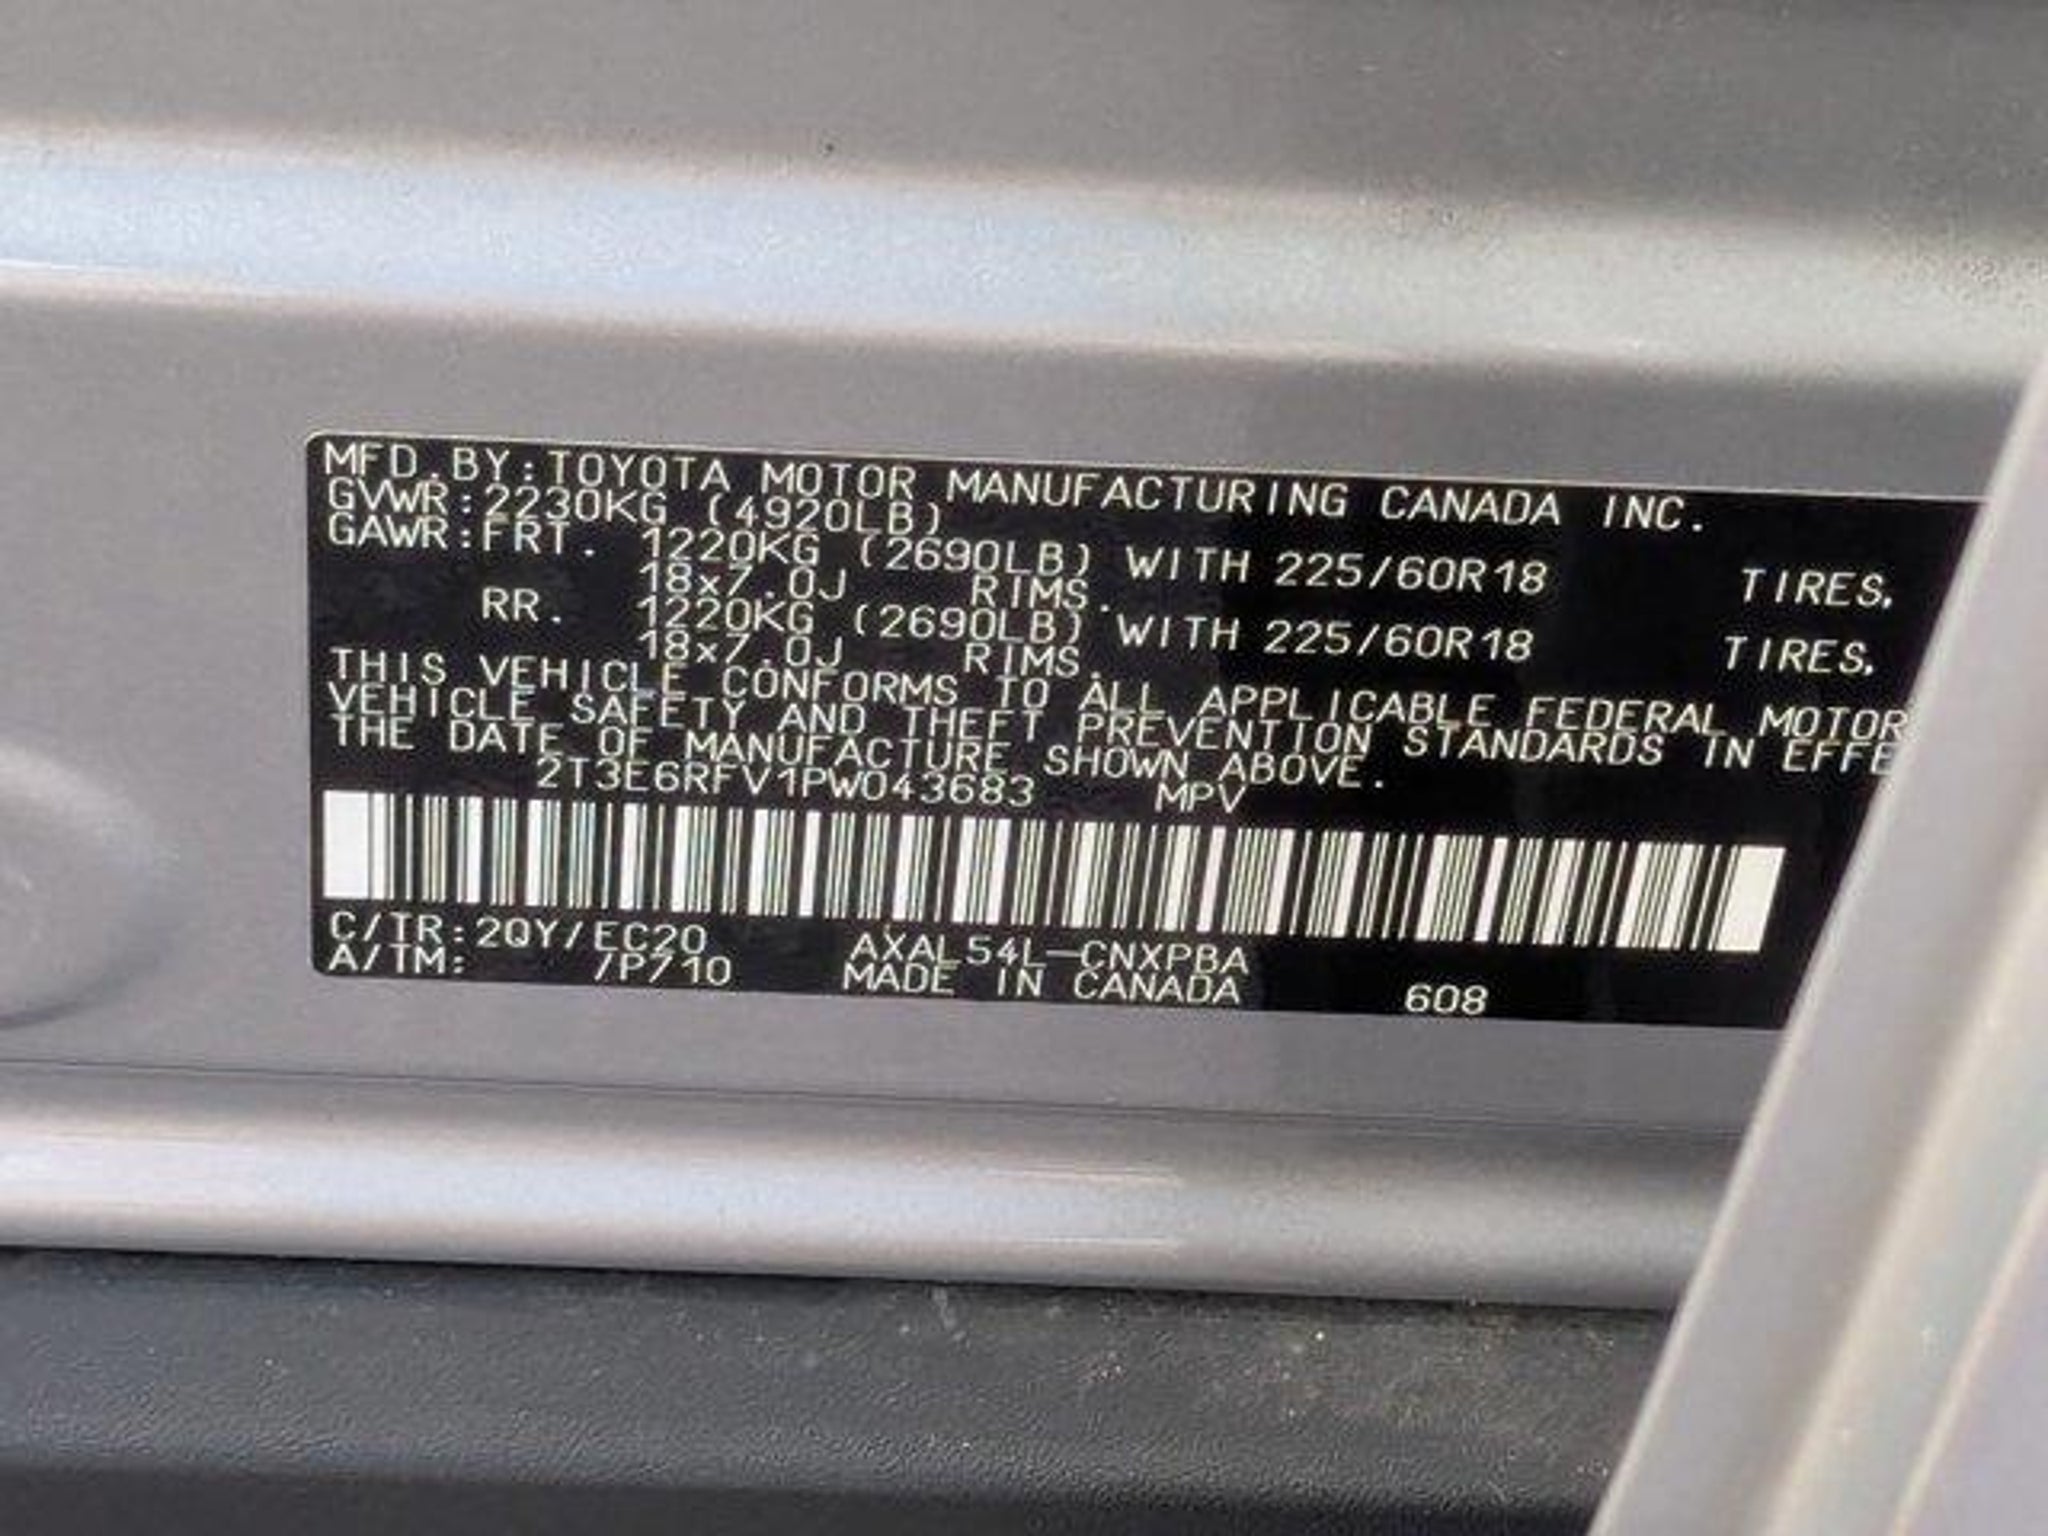 MFD.BY:TOYOTA MOTOR MANUFACTURING CANADA INC.
GVWR:2230KG (4920LB)
GAWR:FRT. 1220KG (2690LB) WITH 225/60R18 TIRES,
18x7.0J RIMS.
RR. 1220KG (2690LB) WITH 225/60R18 TIRES,
18x7.0J RIMS.
THIS VEHICLE CONFORMS TO ALL APPLICABLE FEDERAL MOTOR
VEHICLE SAFETY AND THEFT PREVENTION STANDARDS IN EFFE
THE DATE OF MANUFACTURE SHOWN ABOVE.
2T3E6RFV1PW043683 MPV
C/TR:2QY/EC20 AXAL54L-CNXPBA
A/TM: /P710 MADE IN CANADA 608